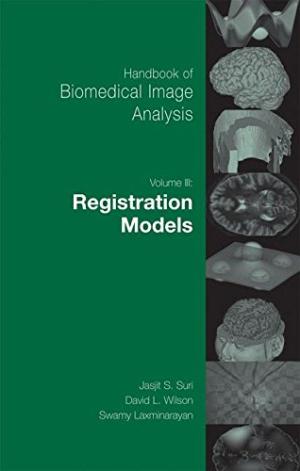 Handbook of
Biomedical Image
Analysis
Volume III:
Registration
Models
Jasjit S. Suri
David L. Wilson
Swamy Laxminarayan